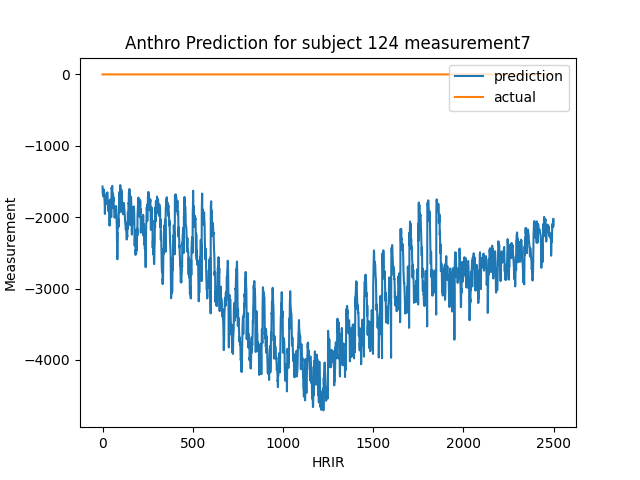 Anthro Prediction for subject 124 measurement7
prediction
actual
0
−1000
−2000
−3000
−4000
Measurement
0
500
1000
1500
2000
2500
HRIR